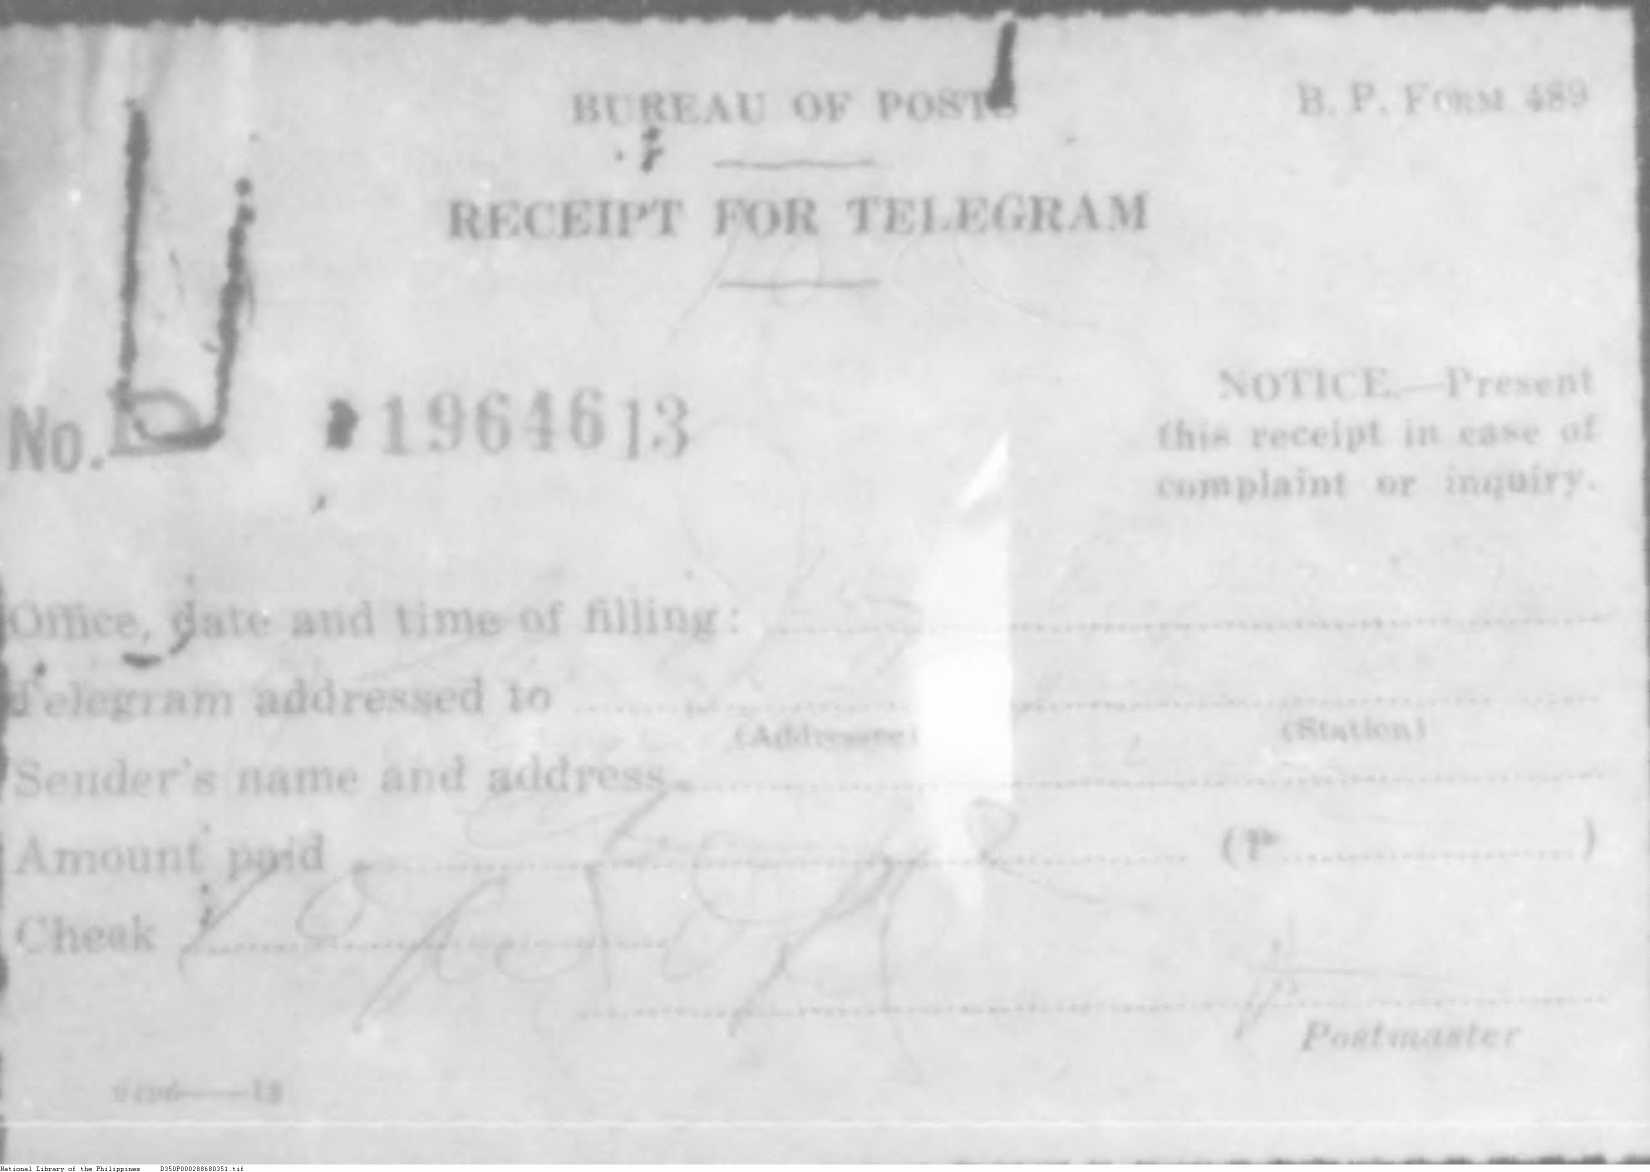 BUREAU OF POSTS
B. P. FORM 489
RECEIPT FOR TELEGRAM
No. D 1964613
NOTICE.—Present
this receipt in case of
complaint or inquiry.
Office, date and time of filling:
Telegram addressed to
(Addressee) (Station)
Sender's name and address
Amount paid (₱ )
Check
Postmaster
National Library of the Philippines